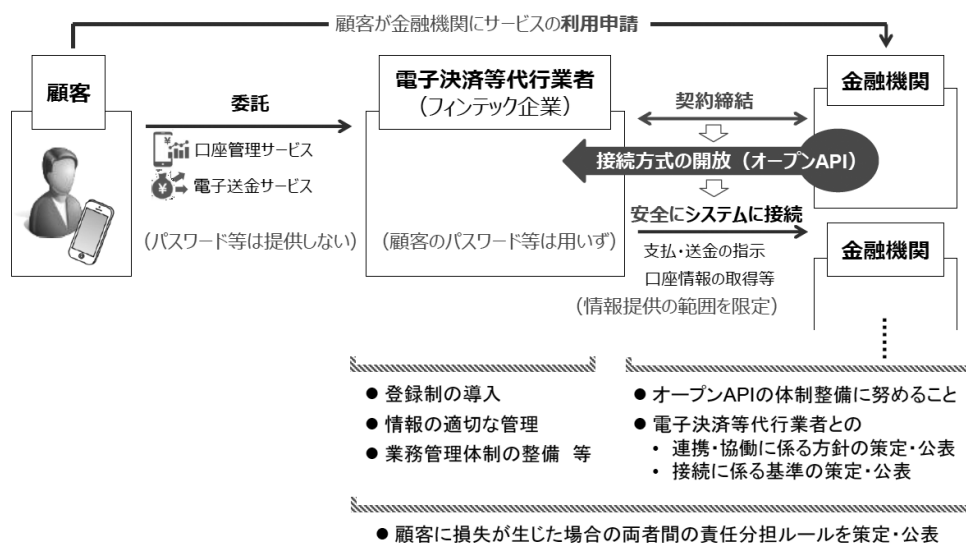 顧客が金融機関にサービスの利用申請
顧客
委託
口座管理サービス
電子送金サービス
(パスワード等は提供しない)
電子決済等代行業者
(フィンテック企業)
(顧客のパスワード等は用いず)
契約締結
接続方式の開放(オープンAPI)
安全にシステムに接続
支払・送金の指示
口座情報の取得等
(情報提供の範囲を限定)
金融機関
金融機関
● 登録制の導入
● 情報の適切な管理
● 業務管理体制の整備 等
● オープンAPIの体制整備に努めること
● 電子決済等代行業者との
・ 連携・協働に係る方針の策定・公表
・ 接続に係る基準の策定・公表
● 顧客に損失が生じた場合の両者間の責任分担ルールを策定・公表